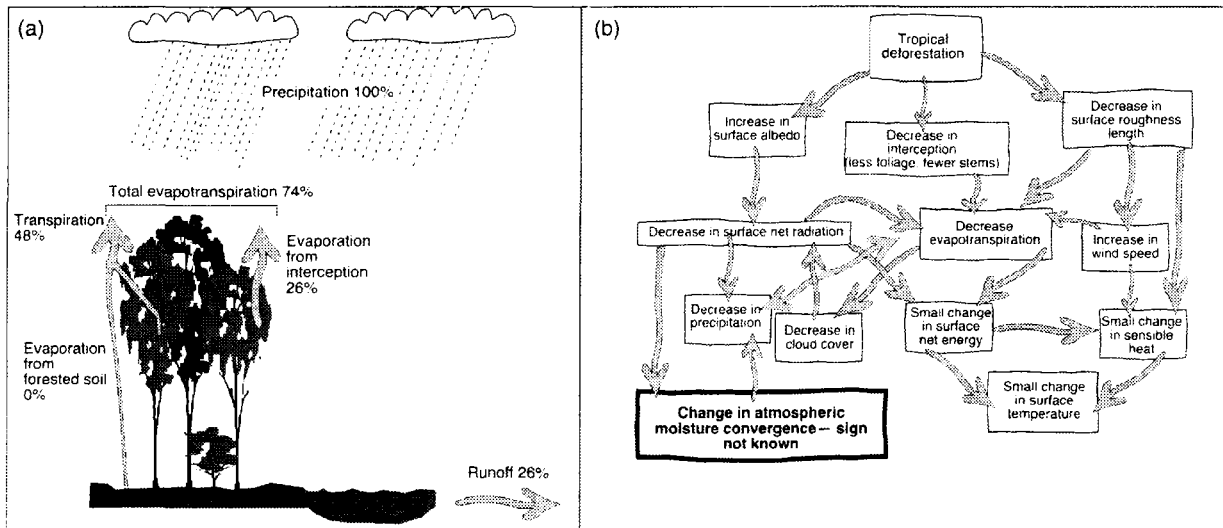 (a)
Precipitation 100%
Total evapotranspiration 74%
Transpiration
48%
Evaporation
from
interception
26%
Evaporation
from
forested soil
0%
Runoff 26%
(b)
Tropical
deforestation
Increase in
surface albedo
Decrease in
interception
(less foliage, fewer stems)
Decrease in
surface roughness
length
Decrease in surface net radiation
Decrease
evapotranspiration
Increase in
wind speed
Decrease in
precipitation
Decrease in
cloud cover
Small change
in surface
net energy
Small change
in sensible
heat
Small change
in surface
temperature
Change in atmospheric
moisture convergence— sign
not known